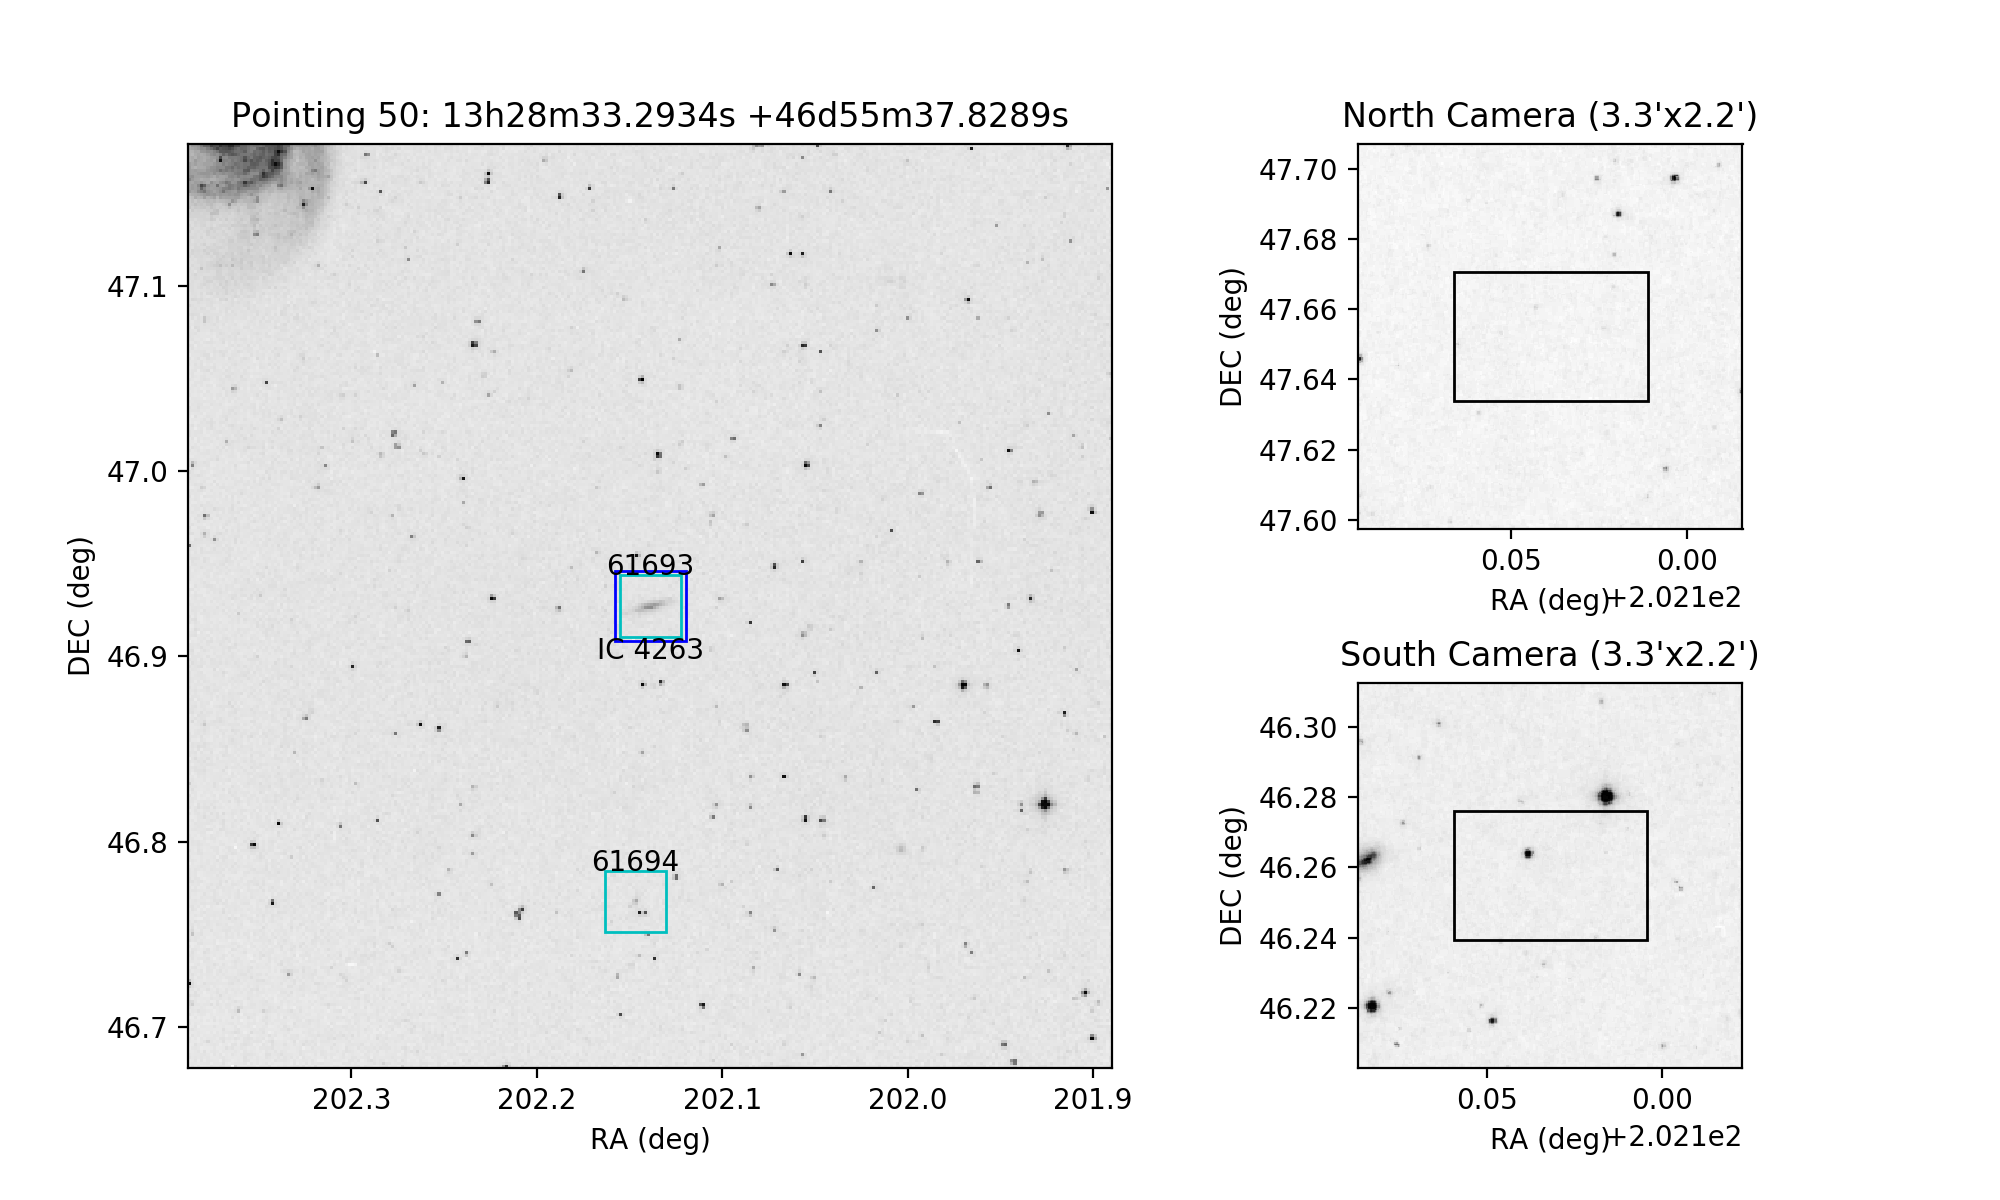 Pointing 50: 13h28m33.2934s +46d55m37.8289s
47.1
47.0
46.9
46.8
46.7
DEC (deg)
61693
IC 4263
61694
202.3 202.2 202.1 202.0 201.9
RA (deg)
North Camera (3.3'x2.2')
47.70
47.68
47.66
47.64
47.62
47.60
DEC (deg)
0.05 0.00
RA (deg) +2.021e2
South Camera (3.3'x2.2')
46.30
46.28
46.26
46.24
46.22
DEC (deg)
0.05 0.00
RA (deg) +2.021e2